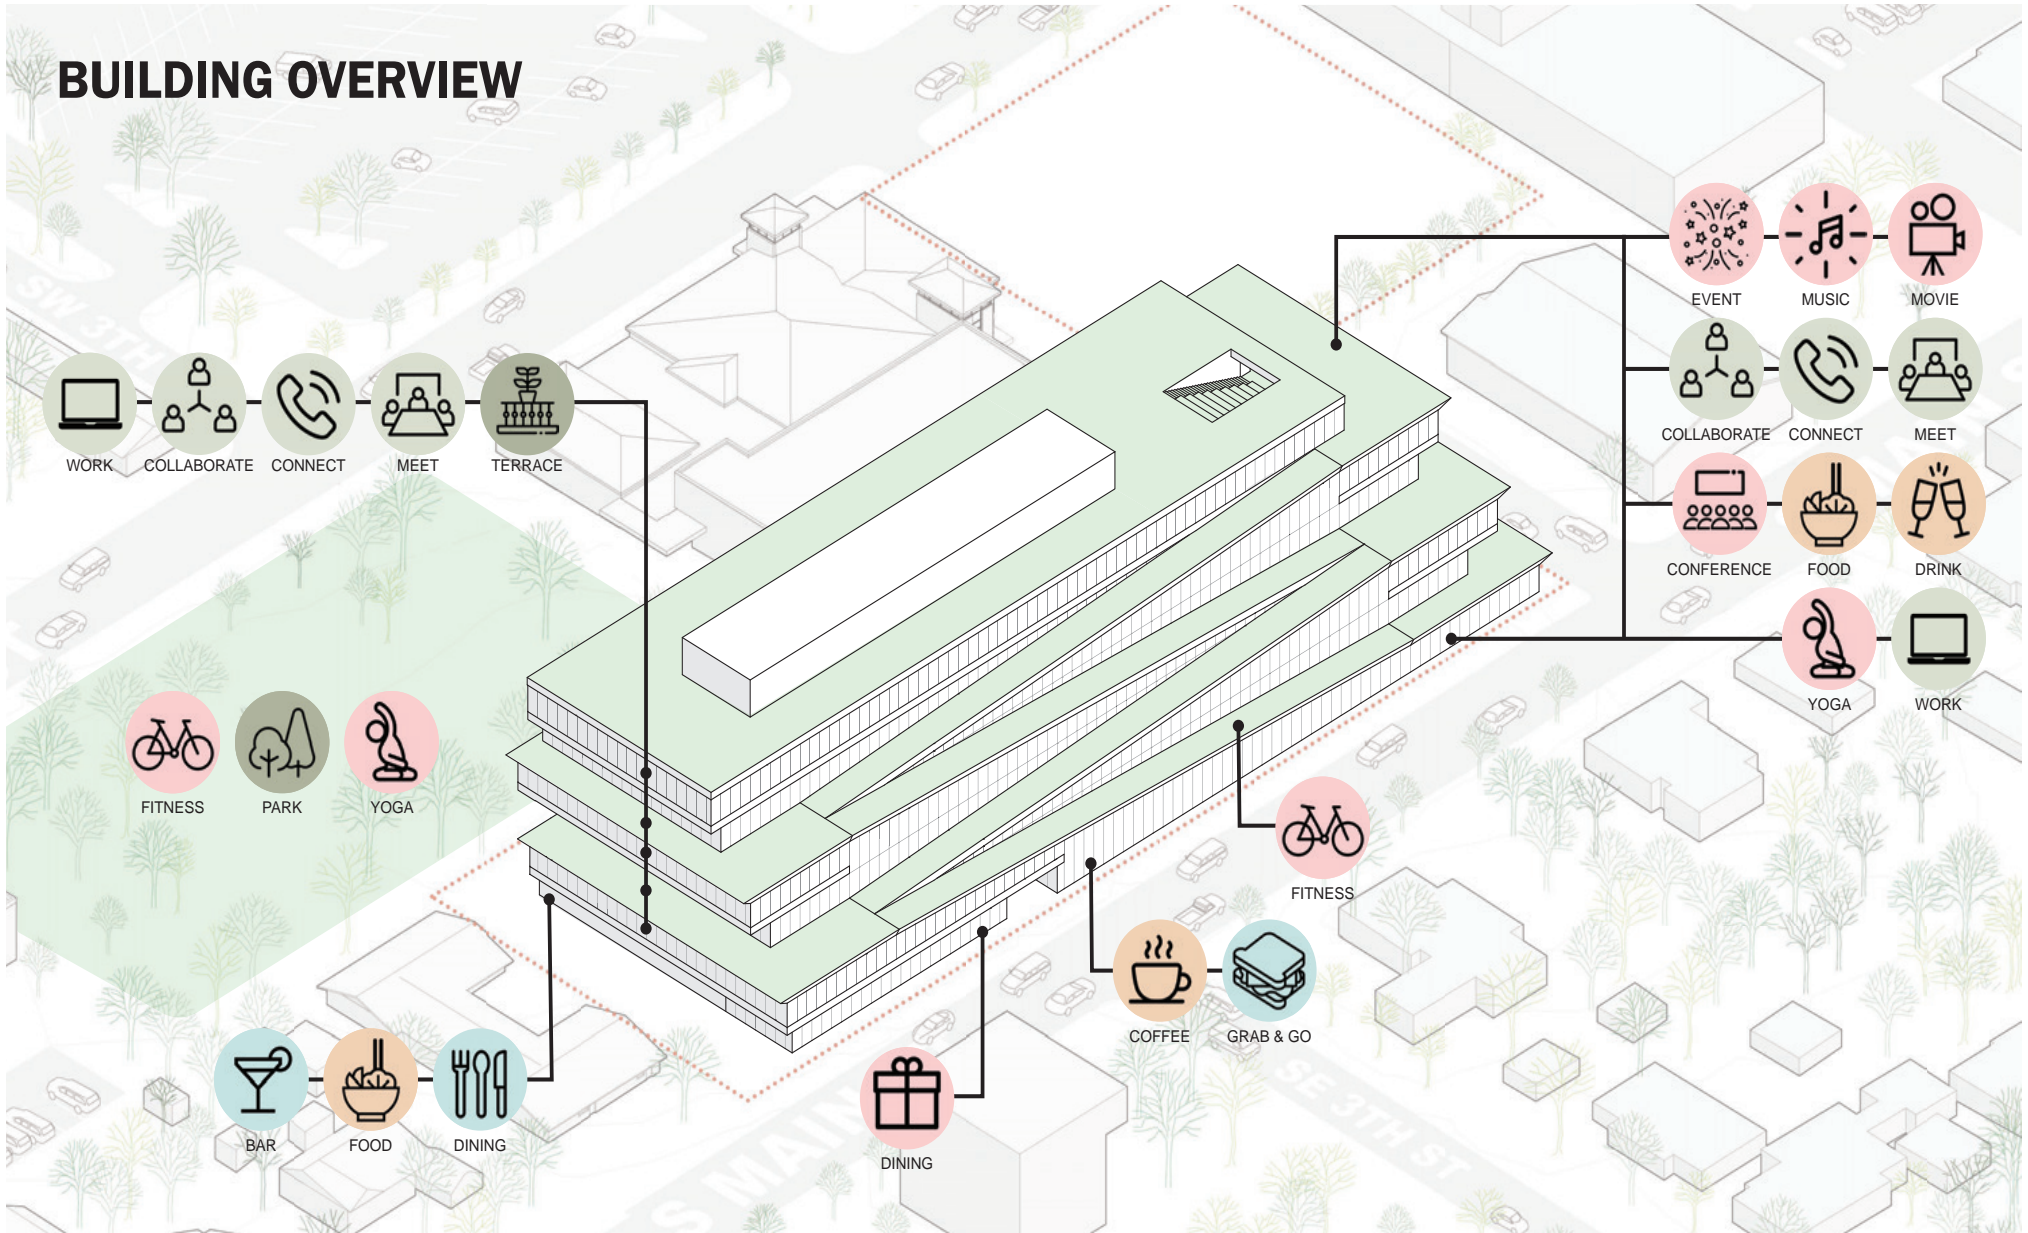 BUILDING OVERVIEW
SW 3TH
EVENT MUSIC MOVIE
COLLABORATE CONNECT MEET
WORK COLLABORATE CONNECT MEET TERRACE
CONFERENCE FOOD DRINK
YOGA WORK
FITNESS PARK YOGA
FITNESS
COFFEE GRAB & GO
BAR FOOD DINING
DINING
S MAIN
SE 3TH ST